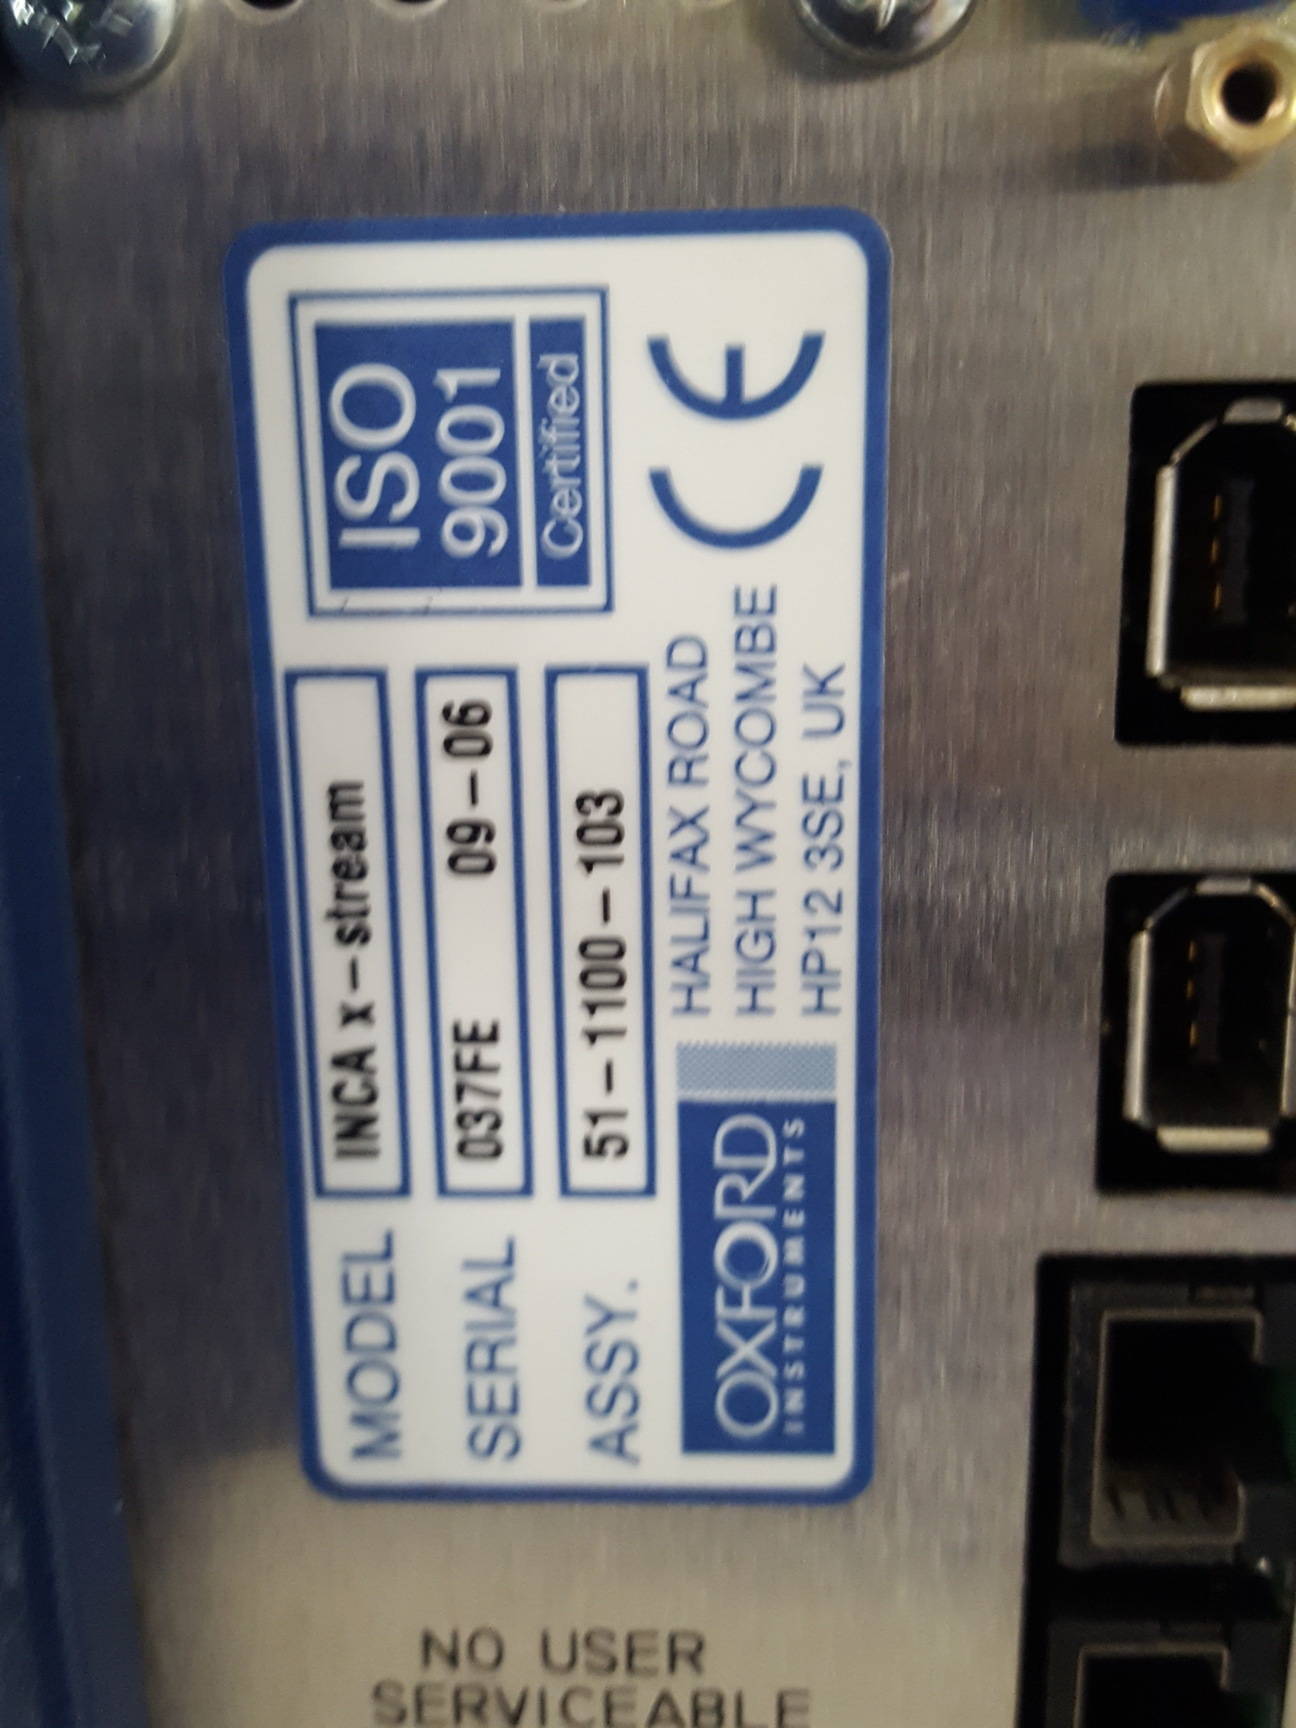 MODEL INCA x-stream
SERIAL 037FE 09-06
ASSY. 51-1100-103
ISO
9001
Certified
OXFORD
INSTRUMENTS
HALIFAX ROAD
HIGH WYCOMBE
HP12 3SE, UK
CE
NO USER
SERVICEABLE